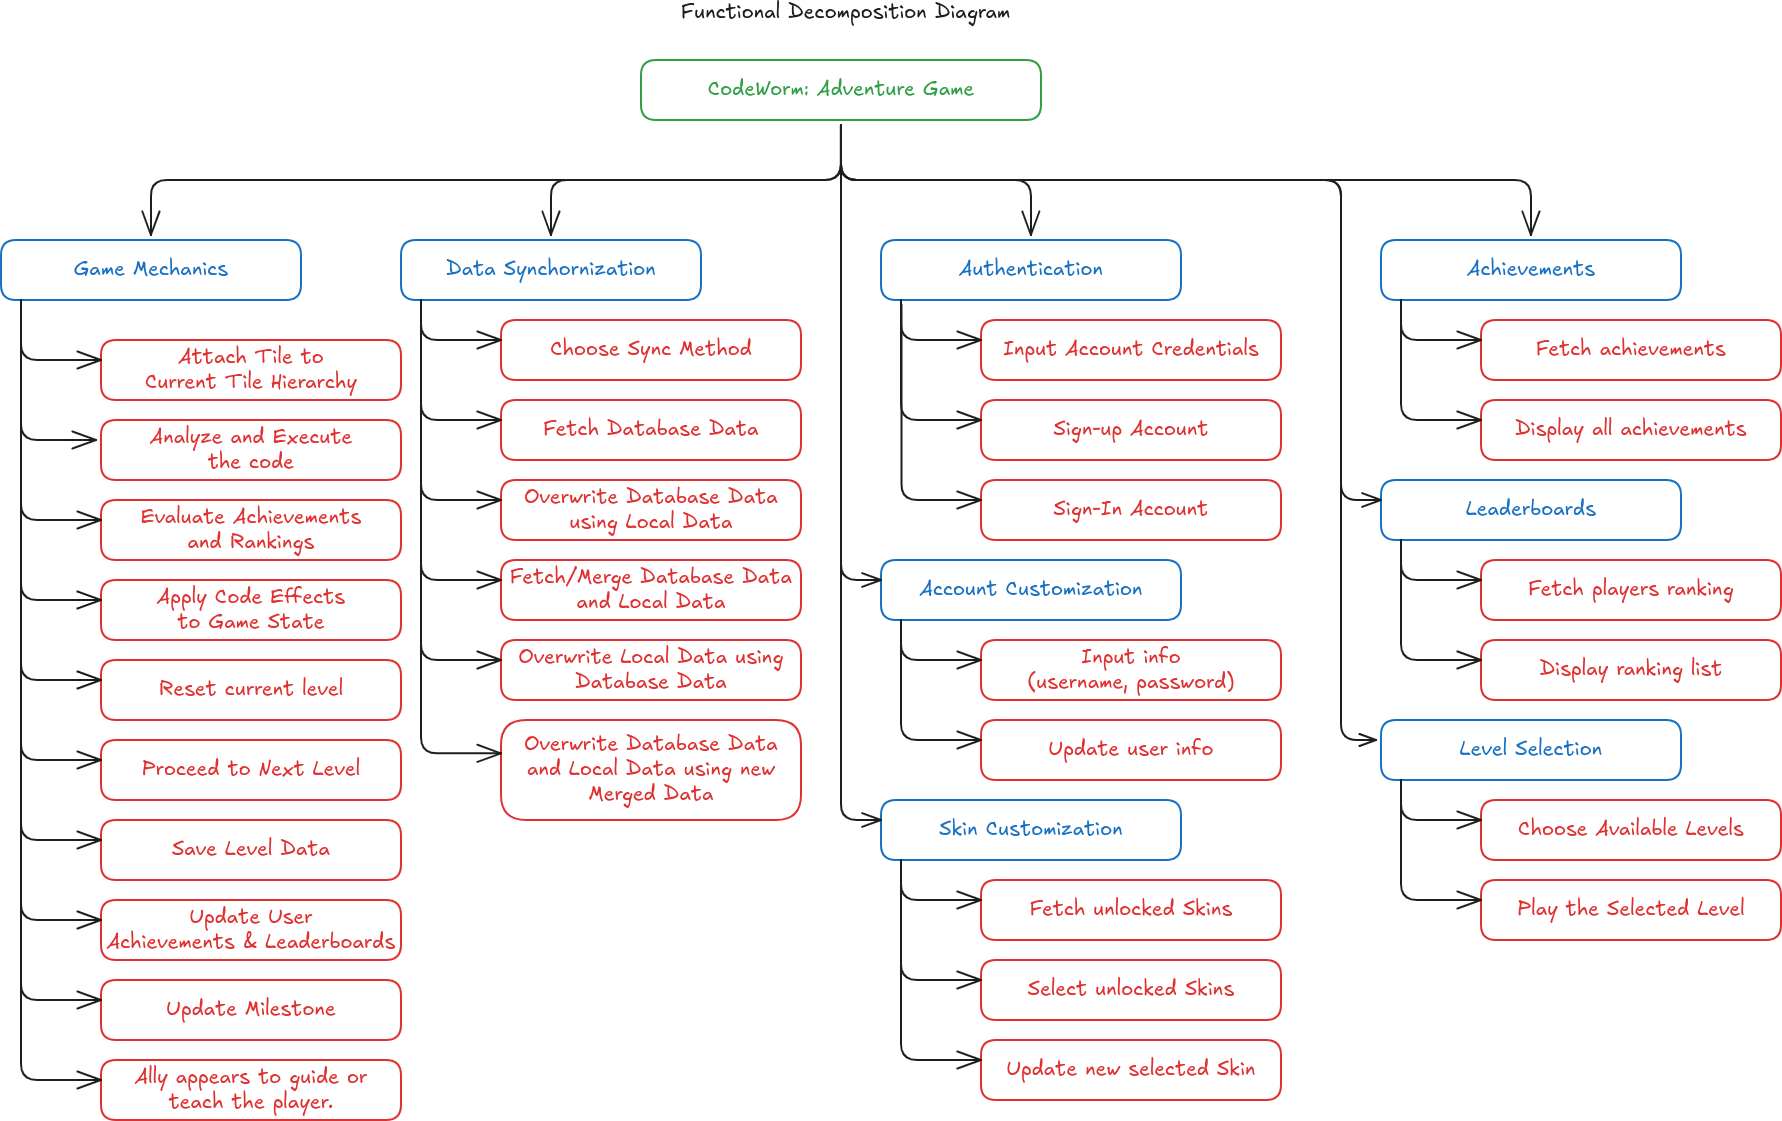 Functional Decomposition Diagram
CodeWorm: Adventure Game
Game Mechanics
Attach Tile to
Current Tile Hierarchy
Analyze and Execute
the code
Evaluate Achievements
and Rankings
Apply Code Effects
to Game State
Reset current level
Proceed to Next Level
Save Level Data
Update User
Achievements & Leaderboards
Update Milestone
Ally appears to guide or
teach the player.
Data Synchornization
Choose Sync Method
Fetch Database Data
Overwrite Database Data
using Local Data
Fetch/Merge Database Data
and Local Data
Overwrite Local Data using
Database Data
Overwrite Database Data
and Local Data using new
Merged Data
Authentication
Input Account Credentials
Sign-up Account
Sign-In Account
Account Customization
Input info
(username, password)
Update user info
Skin Customization
Fetch unlocked Skins
Select unlocked Skins
Update new selected Skin
Achievements
Fetch achievements
Display all achievements
Leaderboards
Fetch players ranking
Display ranking list
Level Selection
Choose Available Levels
Play the Selected Level